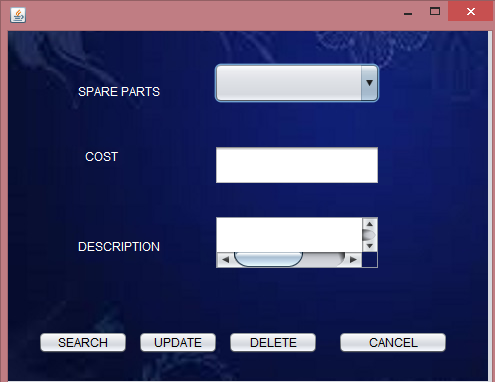 SPARE PARTS
COST
DESCRIPTION
SEARCH UPDATE DELETE CANCEL